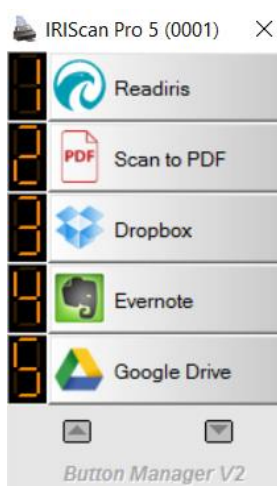 IRIScan Pro 5 (0001)
1 Readiris
2 PDF Scan to PDF
3 Dropbox
4 Evernote
5 Google Drive
Button Manager V2